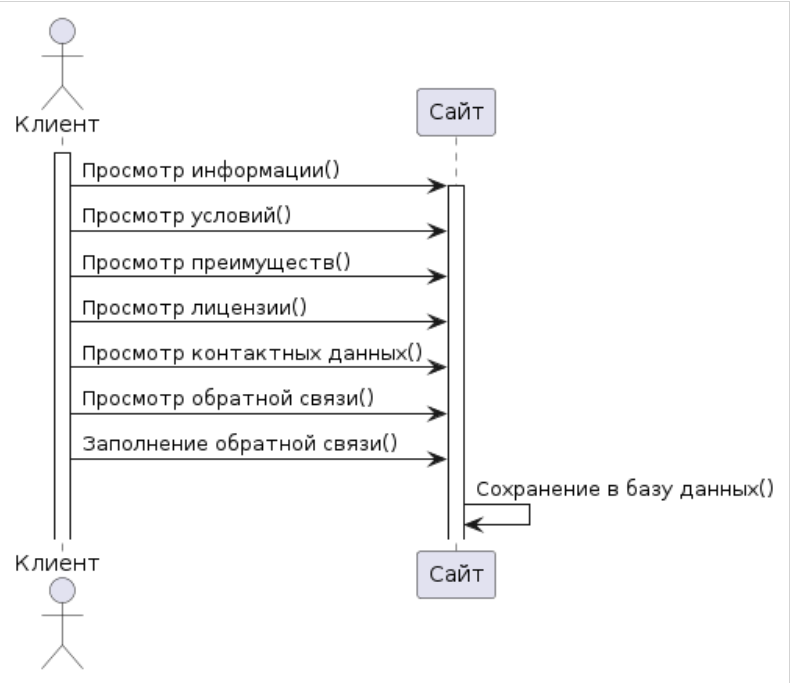 Клиент
Сайт
Просмотр информации()
Просмотр условий()
Просмотр преимуществ()
Просмотр лицензии()
Просмотр контактных данных()
Просмотр обратной связи()
Заполнение обратной связи()
Сохранение в базу данных()
Клиент
Сайт